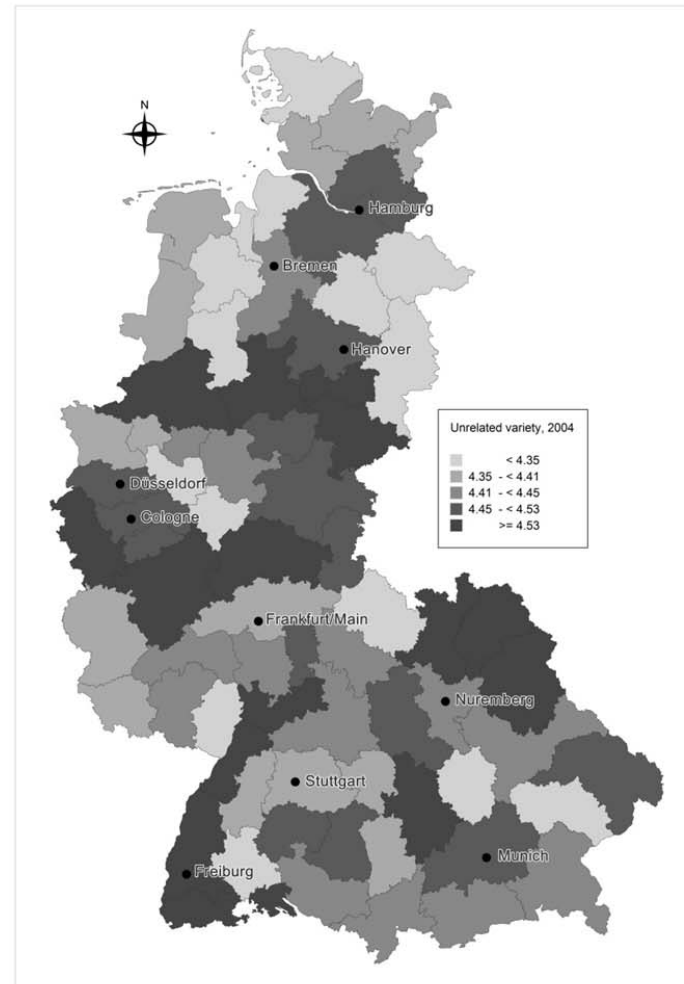 N
Hamburg
Bremen
Hanover
Unrelated variety, 2004
< 4.35
4.35 - < 4.41
4.41 - < 4.45
4.45 - < 4.53
>= 4.53
Düsseldorf
Cologne
Frankfurt/Main
Nuremberg
Stuttgart
Munich
Freiburg